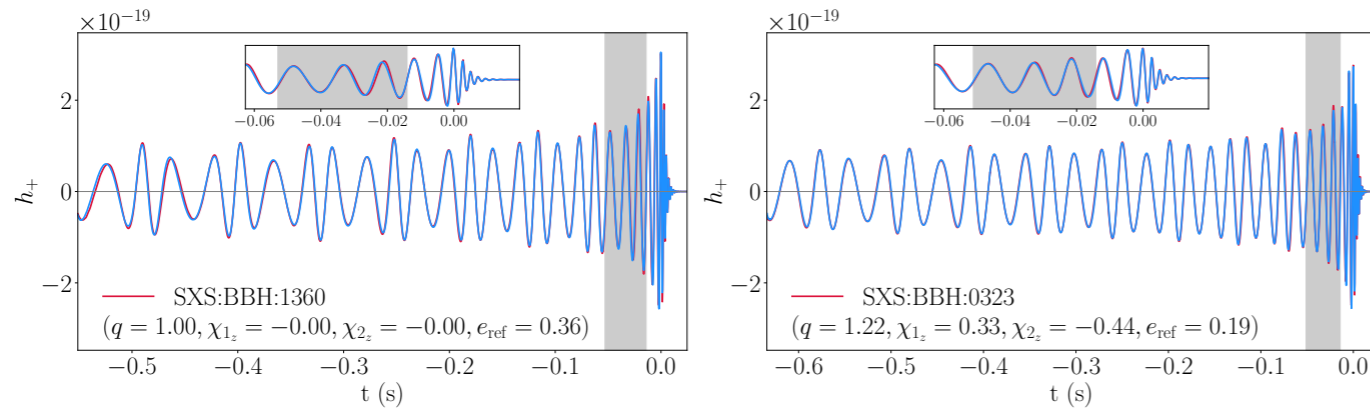 ×10⁻¹⁹
×10⁻¹⁹
−0.06 −0.04 −0.02 0.00
−0.06 −0.04 −0.02 0.00
2
0
−2
h₊
2
0
−2
h₊
SXS:BBH:1360
(q = 1.00, χ₁_z = −0.00, χ₂_z = −0.00, e_ref = 0.36)
SXS:BBH:0323
(q = 1.22, χ₁_z = 0.33, χ₂_z = −0.44, e_ref = 0.19)
−0.5 −0.4 −0.3 −0.2 −0.1 0.0
t (s)
−0.6 −0.5 −0.4 −0.3 −0.2 −0.1 0.0
t (s)